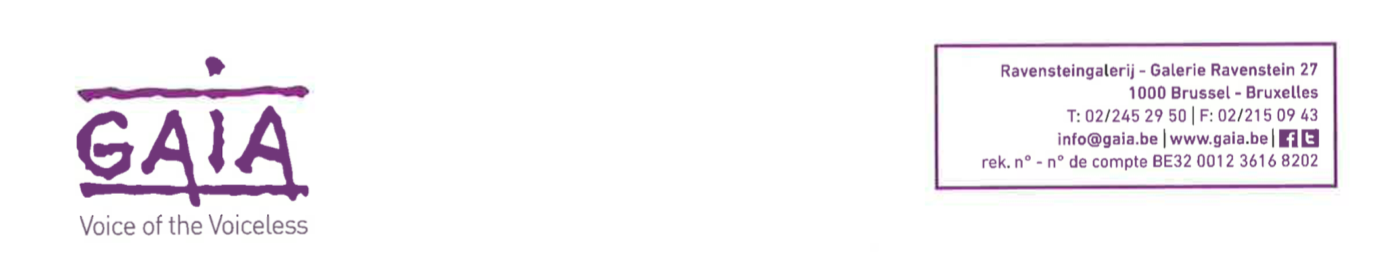 GAIA
Voice of the Voiceless
Ravensteingalerij - Galerie Ravenstein 27
1000 Brussel - Bruxelles
T: 02/245 29 50 | F: 02/215 09 43
info@gaia.be | www.gaia.be |
rek. n° - n° de compte BE32 0012 3616 8202